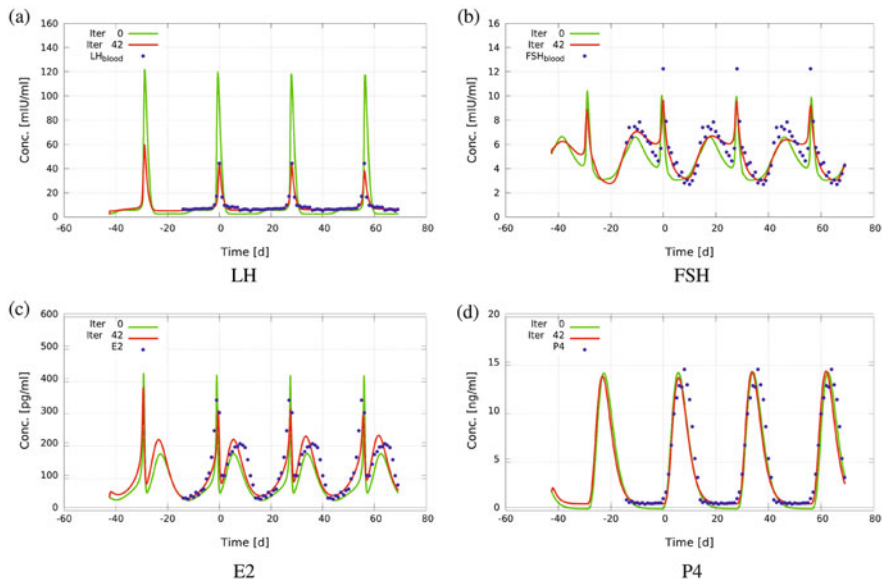 (a)
160
140
120
100
80
60
40
20
0
Conc. [mIU/ml]
Iter 0
Iter 42
LHblood
-60 -40 -20 0 20 40 60 80
Time [d]
LH
(b)
16
14
12
10
8
6
4
2
0
Conc. [mIU/ml]
Iter 0
Iter 42
FSHblood
-60 -40 -20 0 20 40 60 80
Time [d]
FSH
(c)
600
500
400
300
200
100
0
Conc. [pg/ml]
Iter 0
Iter 42
E2
-60 -40 -20 0 20 40 60 80
Time [d]
E2
(d)
20
15
10
5
0
Conc. [ng/ml]
Iter 0
Iter 42
P4
-60 -40 -20 0 20 40 60 80
Time [d]
P4